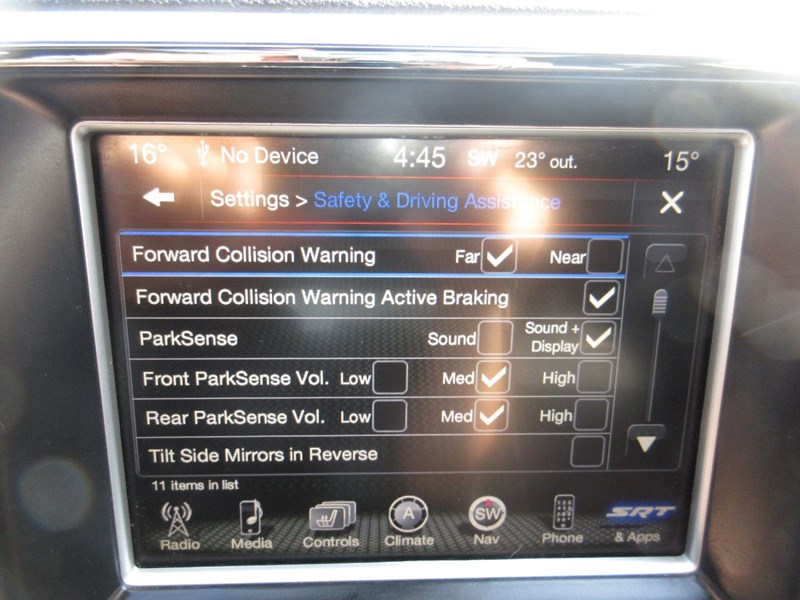 16° No Device 4:45 SW 23° out. 15°
Settings > Safety & Driving Assistance
Forward Collision Warning Far Near
Forward Collision Warning Active Braking
ParkSense Sound Sound + Display
Front ParkSense Vol. Low Med High
Rear ParkSense Vol. Low Med High
Tilt Side Mirrors in Reverse
11 items in list
A SW SRT
Radio Media Controls Climate Nav Phone & Apps